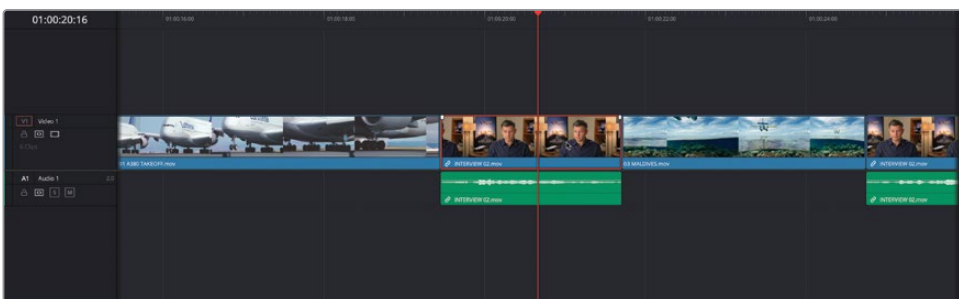 01:00:20:16
01:00:16:00
01:00:18:00
01:00:20:00
01:00:22:00
01:00:24:00
V1 Video 1
6 Clips
01 A380 TAKEOFF.mov
INTERVIEW 02.mov
03 MALDIVES.mov
INTERVIEW 02.mov
A1 Audio 1 2.0
S M
INTERVIEW 02.mov
INTERVIEW 02.mov